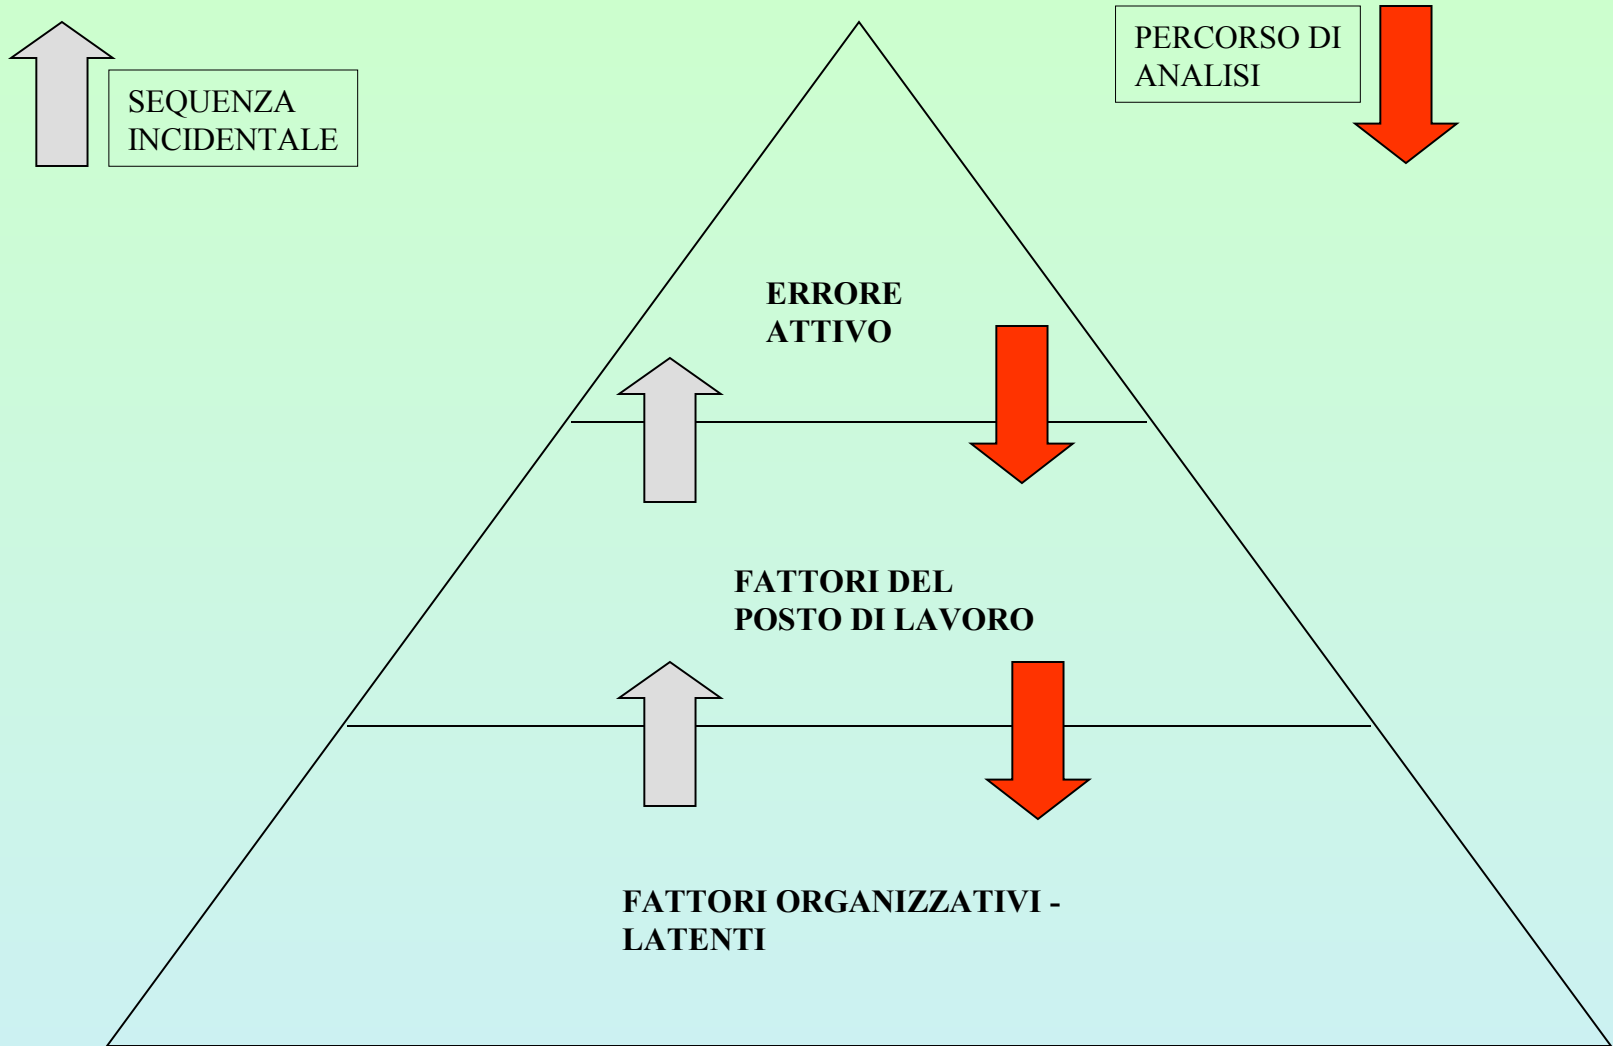 SEQUENZA
INCIDENTALE
PERCORSO DI
ANALISI
ERRORE
ATTIVO
FATTORI DEL
POSTO DI LAVORO
FATTORI ORGANIZZATIVI -
LATENTI